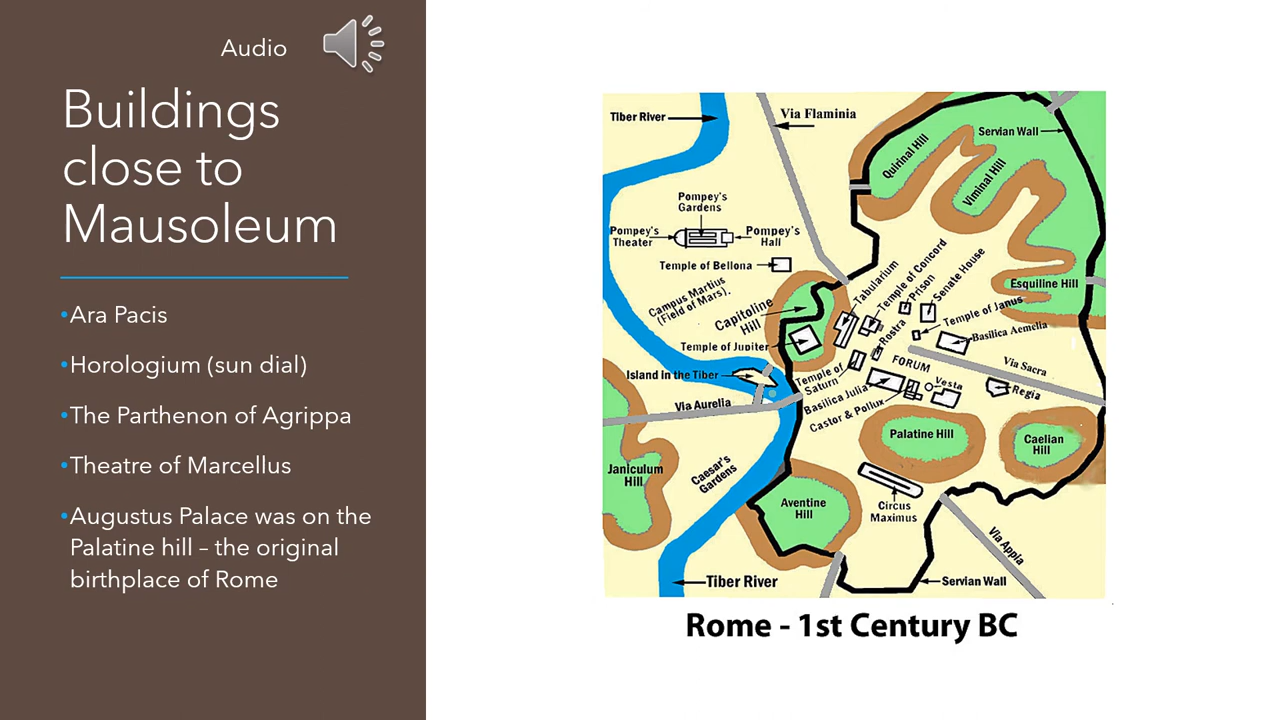 Audio
Buildings
close to
Mausoleum
•Ara Pacis
•Horologium (sun dial)
•The Parthenon of Agrippa
•Theatre of Marcellus
•Augustus Palace was on the
Palatine hill – the original
birthplace of Rome
Tiber River
Via Flaminia
Servian Wall
Quirinal Hill
Viminal Hill
Pompey's
Gardens
Pompey's
Theater
Pompey's
Hall
Temple of Bellona
Campus Martius
(Field of Mars).
Capitoline
Hill
Tabularium
Temple of Concord
Prison
Senate House
Esquiline Hill
Temple of Janus
Basilica Aemella
Rostra
Temple of Jupiter
FORUM
Via Sacra
Island in the Tiber
Temple of
Saturn
Vesta
Regia
Basilica Julia
Castor & Pollux
Via Aurelia
Palatine Hill
Caelian
Hill
Janiculum
Hill
Caesar's
Gardens
Aventine
Hill
Circus
Maximus
Via Appia
Tiber River
Servian Wall
Rome - 1st Century BC